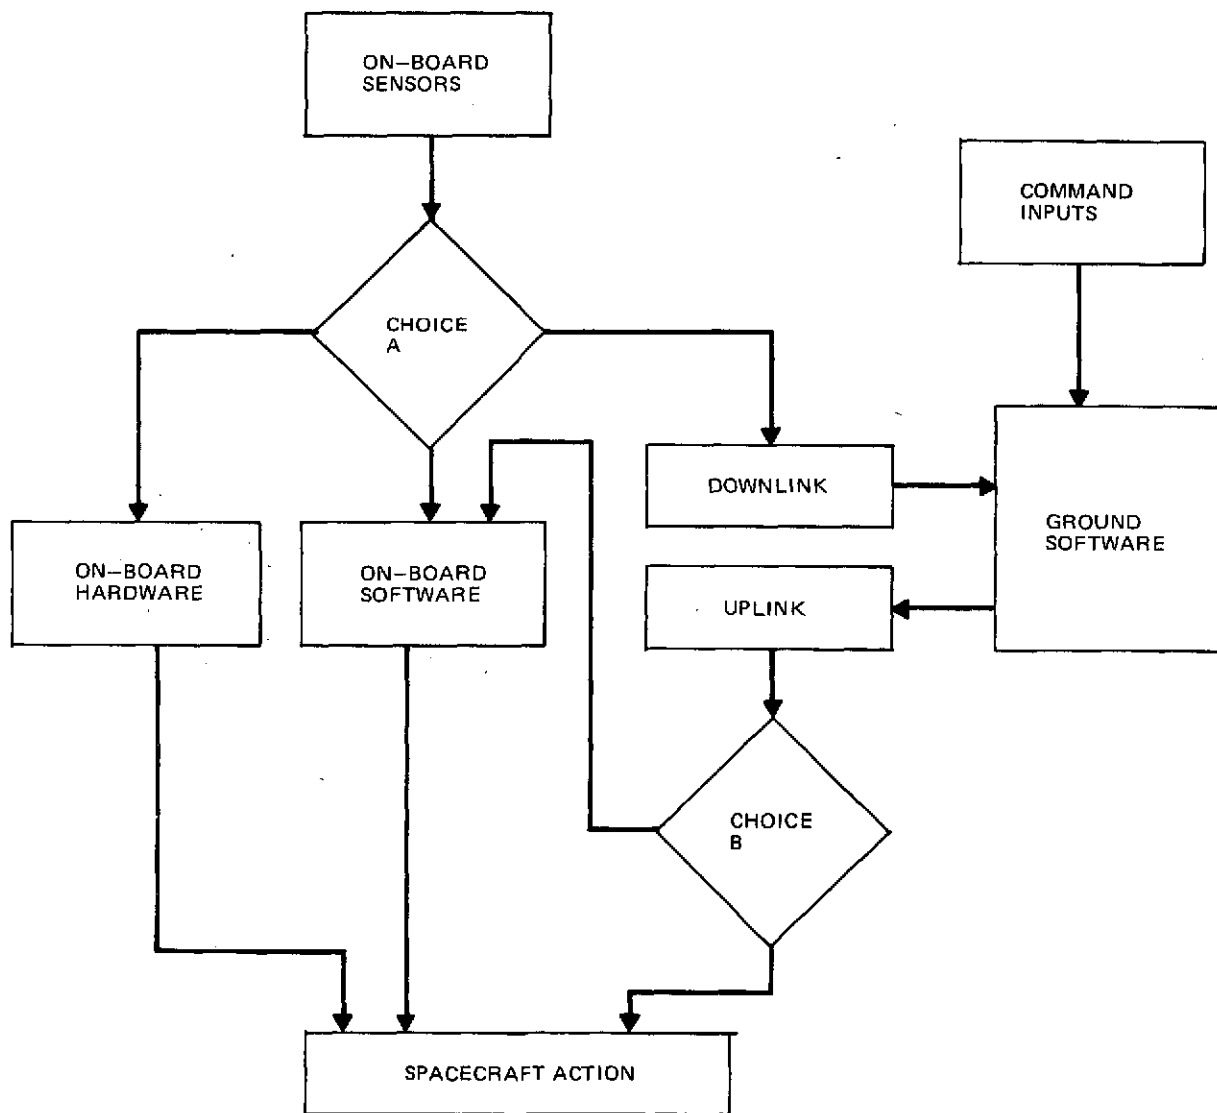 ON-BOARD
SENSORS
COMMAND
INPUTS
CHOICE
A
DOWNLINK
GROUND
SOFTWARE
ON-BOARD
HARDWARE
ON-BOARD
SOFTWARE
UPLINK
CHOICE
B
SPACECRAFT ACTION